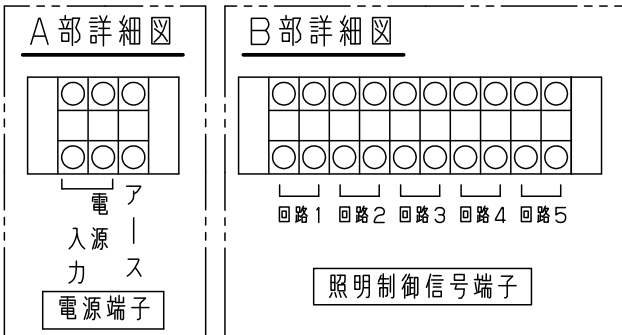 A部詳細図
電源
入力
アース
電源端子
B部詳細図
回路1 回路2 回路3 回路4 回路5
照明制御信号端子